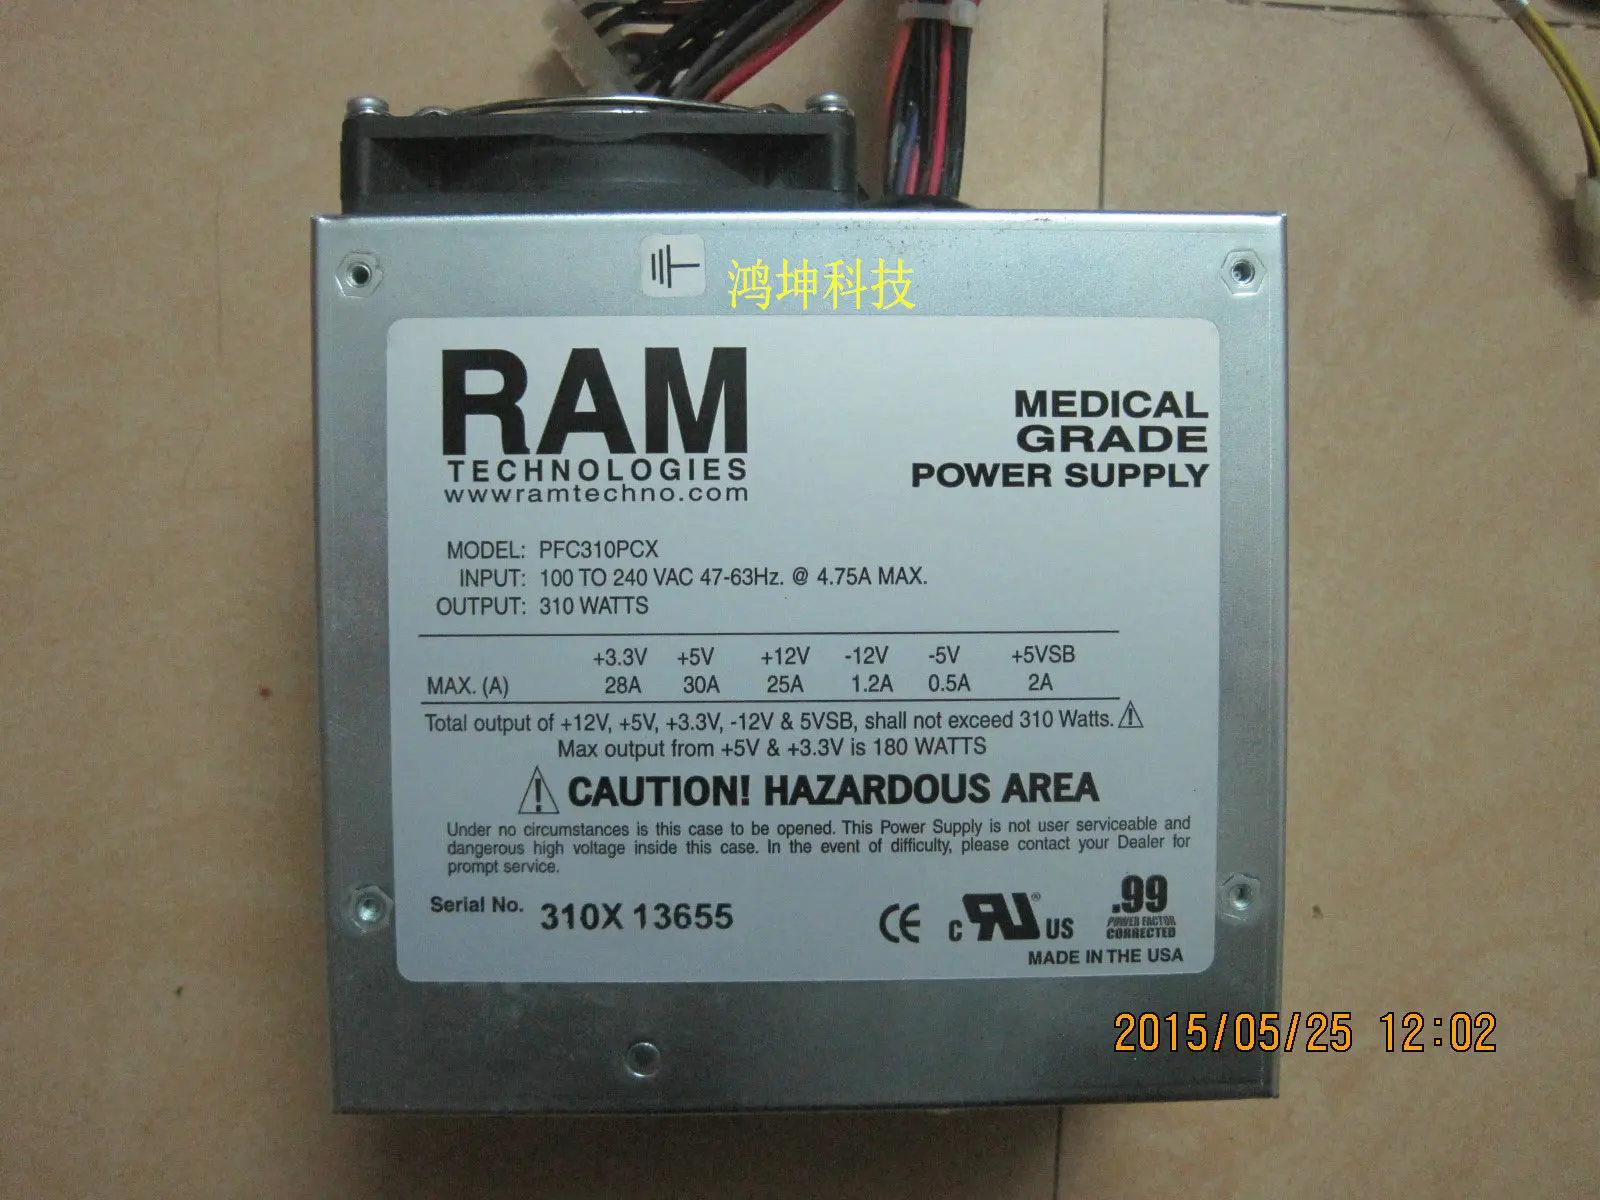 鸿坤科技
RAM
TECHNOLOGIES
www.ramtechno.com
MEDICAL
GRADE
POWER SUPPLY
MODEL: PFC310PCX
INPUT: 100 TO 240 VAC 47-63Hz. @ 4.75A MAX.
OUTPUT: 310 WATTS
+3.3V +5V +12V -12V -5V +5VSB
MAX. (A) 28A 30A 25A 1.2A 0.5A 2A
Total output of +12V, +5V, +3.3V, -12V & 5VSB, shall not exceed 310 Watts.
Max output from +5V & +3.3V is 180 WATTS
CAUTION! HAZARDOUS AREA
Under no circumstances is this case to be opened. This Power Supply is not user serviceable and
dangerous high voltage inside this case. In the event of difficulty, please contact your Dealer for
prompt service.
Serial No. 310X 13655
CE c RU® US
.99
POWER FACTOR
CORRECTED
MADE IN THE USA
2015/05/25 12:02